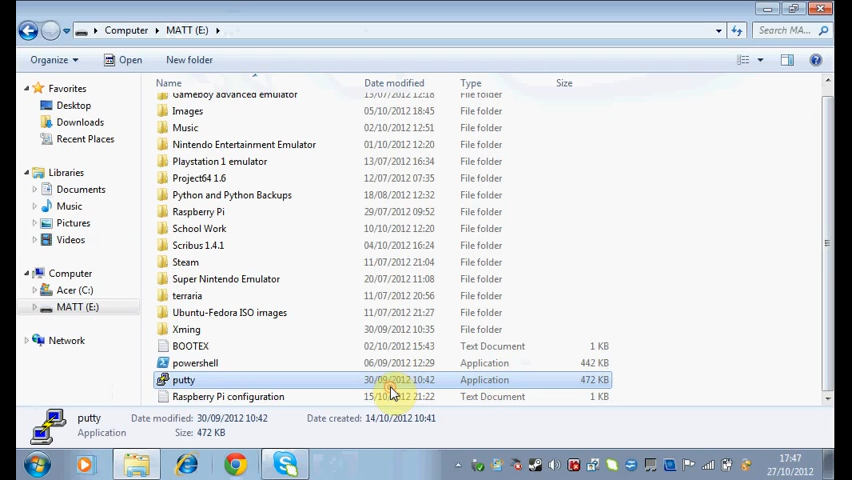 Computer ▸ MATT (E:) ▸
Search MA...
Organize Open New folder
Name Date modified Type Size
Favorites
Desktop
Downloads
Recent Places
Libraries
Documents
Music
Pictures
Videos
Computer
Acer (C:)
MATT (E:)
Network
Gameboy advanced emulator 13/07/2012 12:18 File folder
Images 05/10/2012 18:45 File folder
Music 02/10/2012 12:51 File folder
Nintendo Entertainment Emulator 14/10/2012 12:20 File folder
Playstation 1 emulator 13/07/2012 16:34 File folder
Project64 1.6 12/07/2012 07:35 File folder
Python and Python Backups 18/08/2012 12:32 File folder
Raspberry Pi 29/07/2012 09:52 File folder
School Work 10/10/2012 12:20 File folder
Scribus 1.4.1 04/10/2012 16:24 File folder
Steam 11/07/2012 21:04 File folder
Super Nintendo Emulator 20/07/2012 11:08 File folder
terraria 11/07/2012 20:56 File folder
Ubuntu-Fedora ISO images 13/07/2012 16:28 File folder
Xming 30/09/2012 10:35 File folder
BOOTEX 02/10/2012 15:43 Text Document 1 KB
powershell 06/09/2012 12:29 Application 442 KB
putty 30/09/2012 10:42 Application 472 KB
Raspberry Pi configuration 21:22 Text Document 1 KB
putty Date modified: 30/09/2012 10:42 Date created: 14/10/2012 10:41
Application Size: 472 KB
17:47
27/10/2012